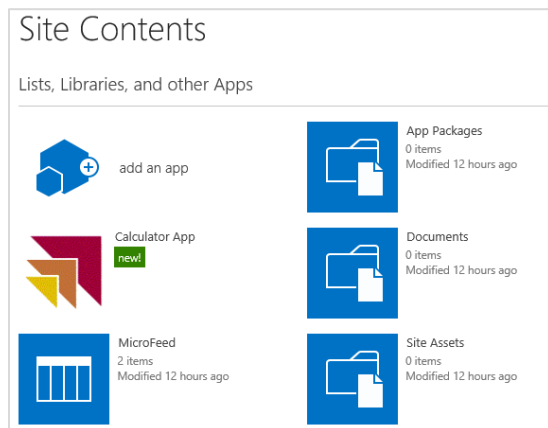 Site Contents
Lists, Libraries, and other Apps
add an app
App Packages
0 items
Modified 12 hours ago
Calculator App
new!
Documents
0 items
Modified 12 hours ago
MicroFeed
2 items
Modified 12 hours ago
Site Assets
0 items
Modified 12 hours ago